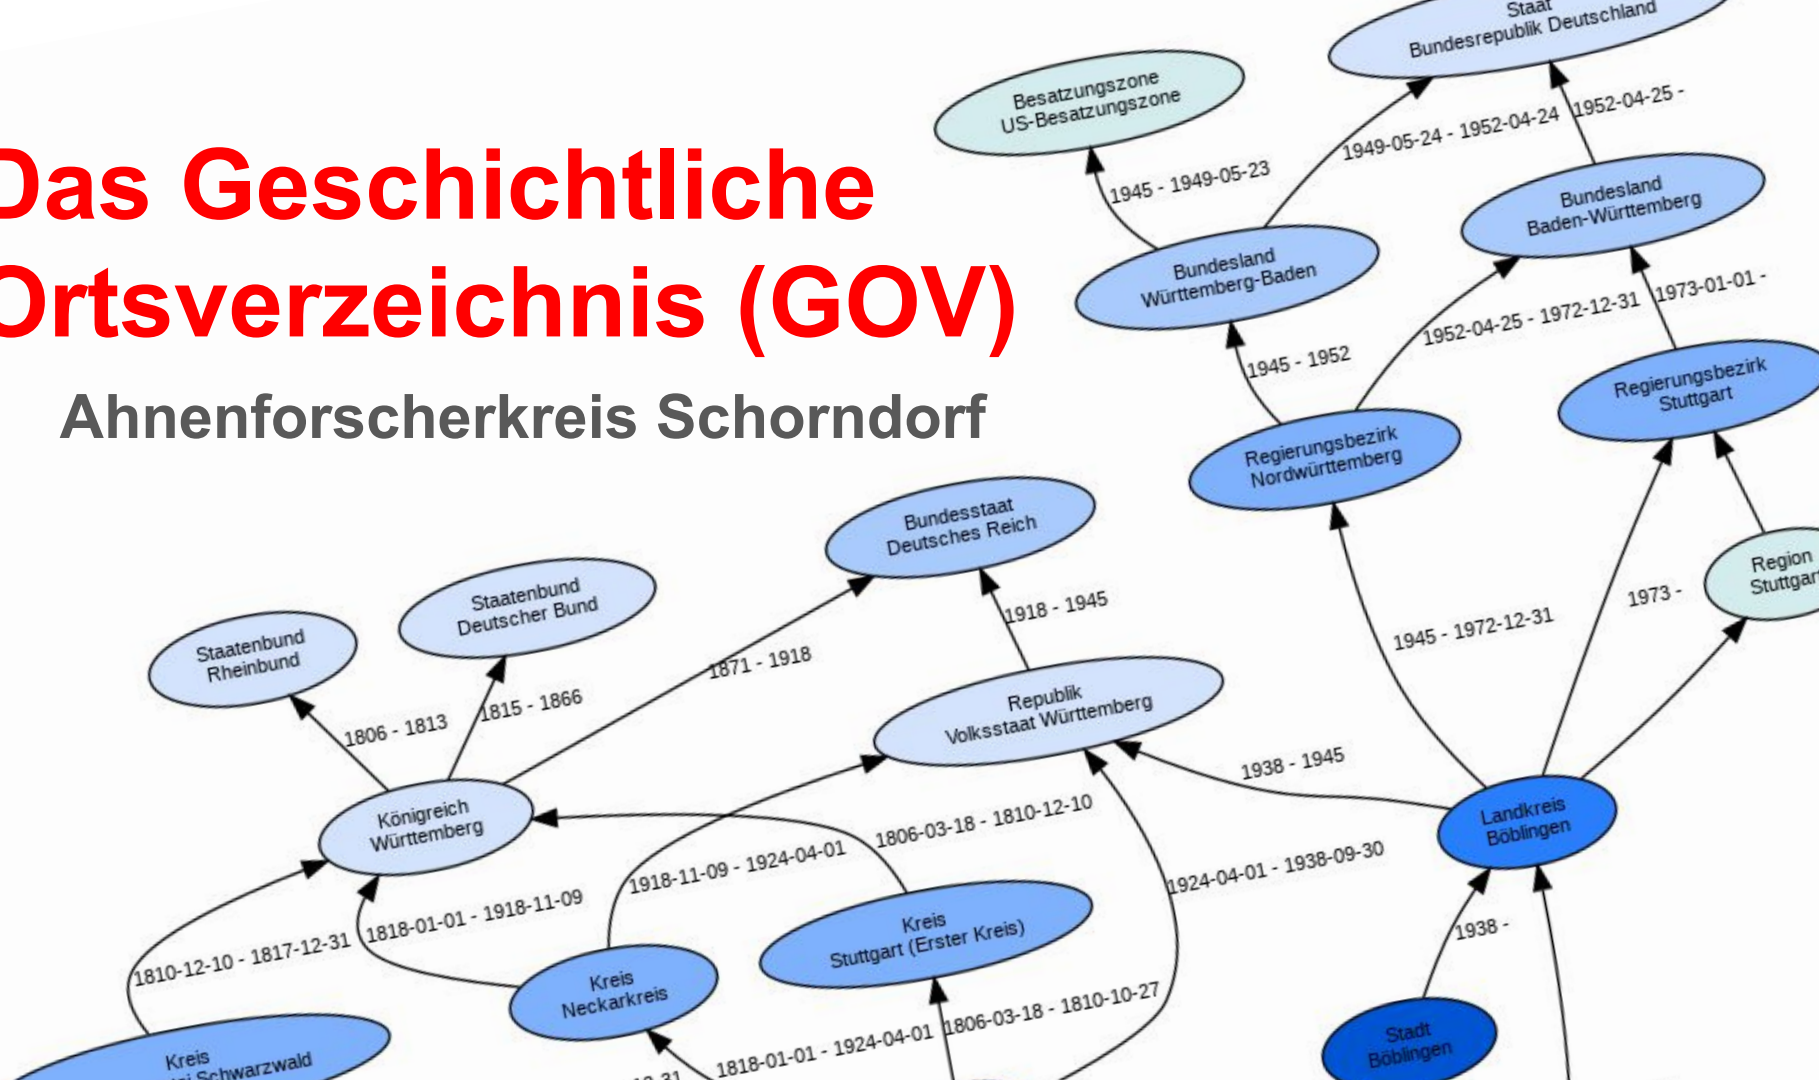 Staat
Bundesrepublik Deutschland
Besatzungszone
US-Besatzungszone
1949-05-24 - 1952-04-24
1952-04-25 -
Das Geschichtliche
Ortsverzeichnis (GOV)
Ahnenforscherkreis Schorndorf
1945 - 1949-05-23
Bundesland
Baden-Württemberg
Bundesland
Württemberg-Baden
1952-04-25 - 1972-12-31
1973-01-01 -
1945 - 1952
Regierungsbezirk
Stuttgart
Regierungsbezirk
Nordwürttemberg
Bundesstaat
Deutsches Reich
Region
Stuttgart
Staatenbund
Deutscher Bund
Staatenbund
Rheinbund
1918 - 1945
1973 -
1945 - 1972-12-31
1871 - 1918
1806 - 1813
1815 - 1866
Republik
Volksstaat Württemberg
1938 - 1945
Königreich
Württemberg
1806-03-18 - 1810-12-10
Landkreis
Böblingen
1918-11-09 - 1924-04-01
1924-04-01 - 1938-09-30
1818-01-01 - 1918-11-09
1810-12-10 - 1817-12-31
Kreis
Stuttgart (Erster Kreis)
1938 -
Kreis
Neckarkreis
1806-03-18 - 1810-10-27
1818-01-01 - 1924-04-01
Stadt
Böblingen
Kreis
Schwarzwald